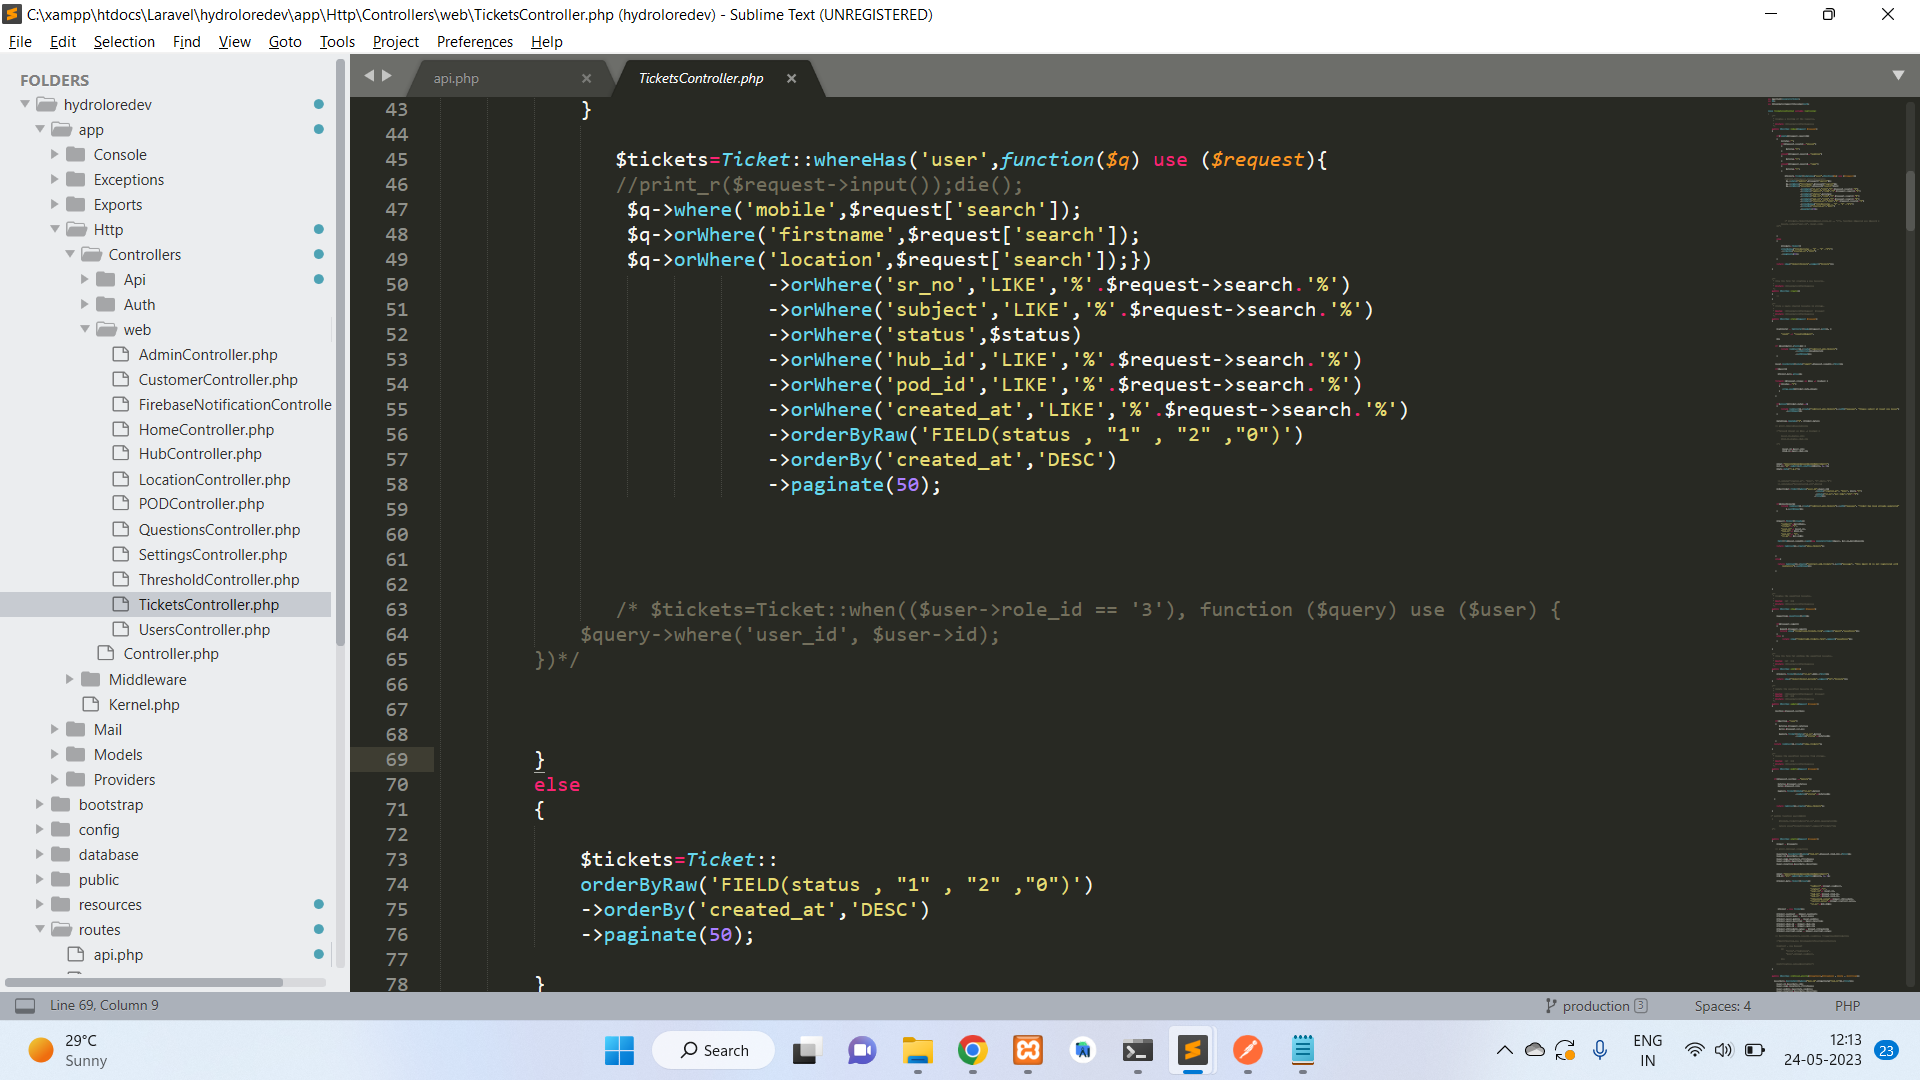 C:\xampp\htdocs\Laravel\hydroloredev\app\Http\Controllers\web\TicketsController.php (hydroloredev) - Sublime Text (UNREGISTERED)
File Edit Selection Find View Goto Tools Project Preferences Help
FOLDERS
hydroloredev
app
Console
Exceptions
Exports
Http
Controllers
Api
Auth
web
AdminController.php
CustomerController.php
FirebaseNotificationControlle
HomeController.php
HubController.php
LocationController.php
PODController.php
QuestionsController.php
SettingsController.php
ThresholdController.php
TicketsController.php
UsersController.php
Controller.php
Middleware
Kernel.php
Mail
Models
Providers
bootstrap
config
database
public
resources
routes
api.php
api.php TicketsController.php
43 }
44
45 $tickets=Ticket::whereHas('user',function($q) use ($request){
46 //print_r($request->input());die();
47 $q->where('mobile',$request['search']);
48 $q->orWhere('firstname',$request['search']);
49 $q->orWhere('location',$request['search']);})
50 ->orWhere('sr_no','LIKE','%'.$request->search.'%')
51 ->orWhere('subject','LIKE','%'.$request->search.'%')
52 ->orWhere('status',$status)
53 ->orWhere('hub_id','LIKE','%'.$request->search.'%')
54 ->orWhere('pod_id','LIKE','%'.$request->search.'%')
55 ->orWhere('created_at','LIKE','%'.$request->search.'%')
56 ->orderByRaw('FIELD(status , "1" , "2" ,"0")')
57 ->orderBy('created_at','DESC')
58 ->paginate(50);
59
60
61
62
63 /* $tickets=Ticket::when(($user->role_id == '3'), function ($query) use ($user) {
64 $query->where('user_id', $user->id);
65 })*/
66
67
68
69 }
70 else
71 {
72
73 $tickets=Ticket::
74 orderByRaw('FIELD(status , "1" , "2" ,"0")')
75 ->orderBy('created_at','DESC')
76 ->paginate(50);
77
78 }
Line 69, Column 9 production 3 Spaces: 4 PHP
29°C
Sunny
Search
ENG
IN
12:13
24-05-2023
23